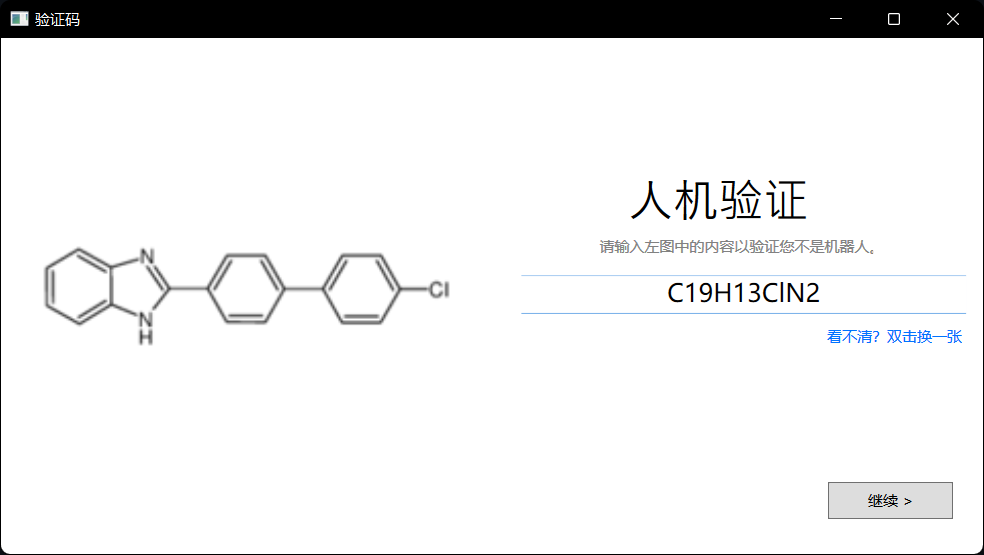 验证码
N
N
H
Cl
人机验证
请输入左图中的内容以验证您不是机器人。
C19H13ClN2
看不清？双击换一张
继续 >